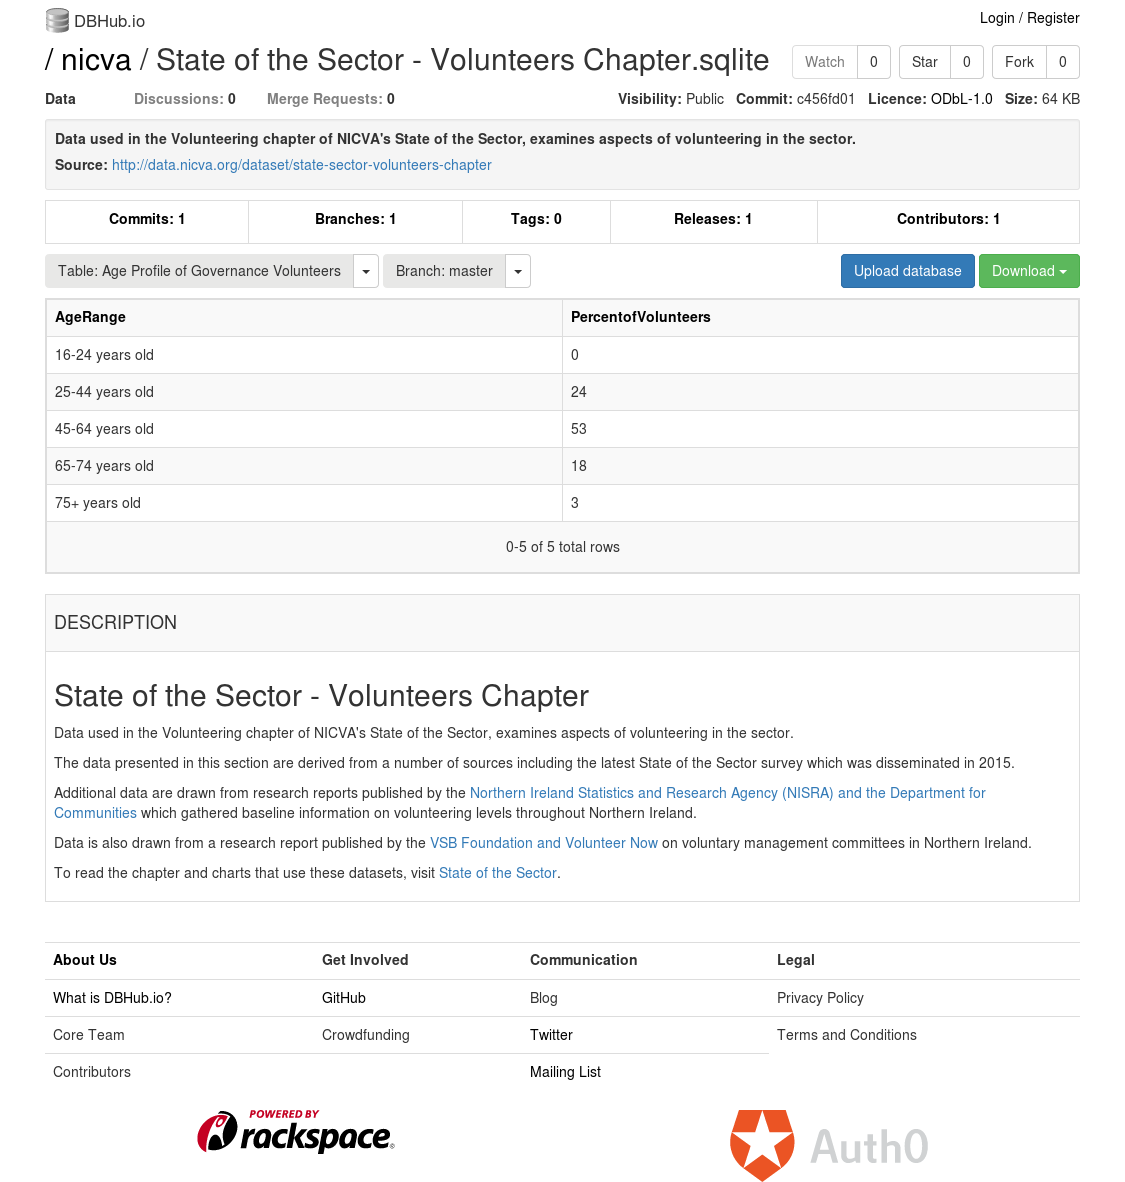 DBHub.io
Login / Register
/ nicva / State of the Sector - Volunteers Chapter.sqlite
Watch 0 Star 0 Fork 0
Data Discussions: 0 Merge Requests: 0 Visibility: Public Commit: c456fd01 Licence: ODbL-1.0 Size: 64 KB
Data used in the Volunteering chapter of NICVA's State of the Sector, examines aspects of volunteering in the sector.
Source: http://data.nicva.org/dataset/state-sector-volunteers-chapter
Commits: 1 Branches: 1 Tags: 0 Releases: 1 Contributors: 1
Table: Age Profile of Governance Volunteers Branch: master Upload database Download
AgeRange PercentofVolunteers
16-24 years old 0
25-44 years old 24
45-64 years old 53
65-74 years old 18
75+ years old 3
0-5 of 5 total rows
DESCRIPTION
State of the Sector - Volunteers Chapter
Data used in the Volunteering chapter of NICVA's State of the Sector, examines aspects of volunteering in the sector.
The data presented in this section are derived from a number of sources including the latest State of the Sector survey which was disseminated in 2015.
Additional data are drawn from research reports published by the Northern Ireland Statistics and Research Agency (NISRA) and the Department for
Communities which gathered baseline information on volunteering levels throughout Northern Ireland.
Data is also drawn from a research report published by the VSB Foundation and Volunteer Now on voluntary management committees in Northern Ireland.
To read the chapter and charts that use these datasets, visit State of the Sector.
About Us Get Involved Communication Legal
What is DBHub.io? GitHub Blog Privacy Policy
Core Team Crowdfunding Twitter Terms and Conditions
Contributors Mailing List
POWERED BY
rackspace®
Auth0